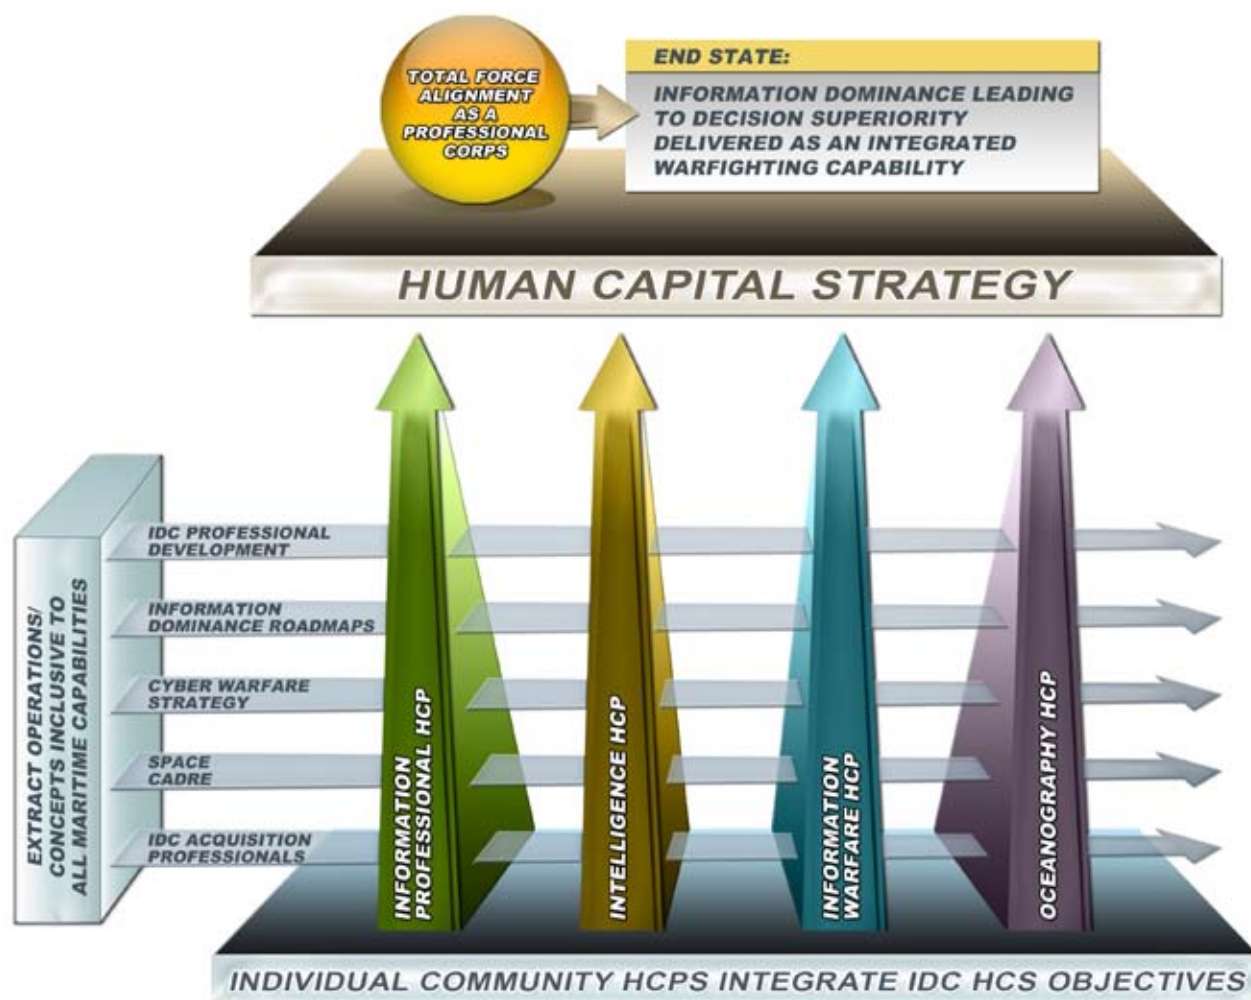 TOTAL FORCE
ALIGNMENT
AS A
PROFESSIONAL
CORPS
END STATE:
INFORMATION DOMINANCE LEADING
TO DECISION SUPERIORITY
DELIVERED AS AN INTEGRATED
WARFIGHTING CAPABILITY
HUMAN CAPITAL STRATEGY
EXTRACT OPERATIONS/
CONCEPTS INCLUSIVE TO
ALL MARITIME CAPABILITIES
IDC PROFESSIONAL
DEVELOPMENT
INFORMATION
DOMINANCE ROADMAPS
CYBER WARFARE
STRATEGY
SPACE
CADRE
IDC ACQUISITION
PROFESSIONALS
INFORMATION
PROFESSIONAL HCP
INTELLIGENCE HCP
INFORMATION
WARFARE HCP
OCEANOGRAPHY HCP
INDIVIDUAL COMMUNITY HCPS INTEGRATE IDC HCS OBJECTIVES